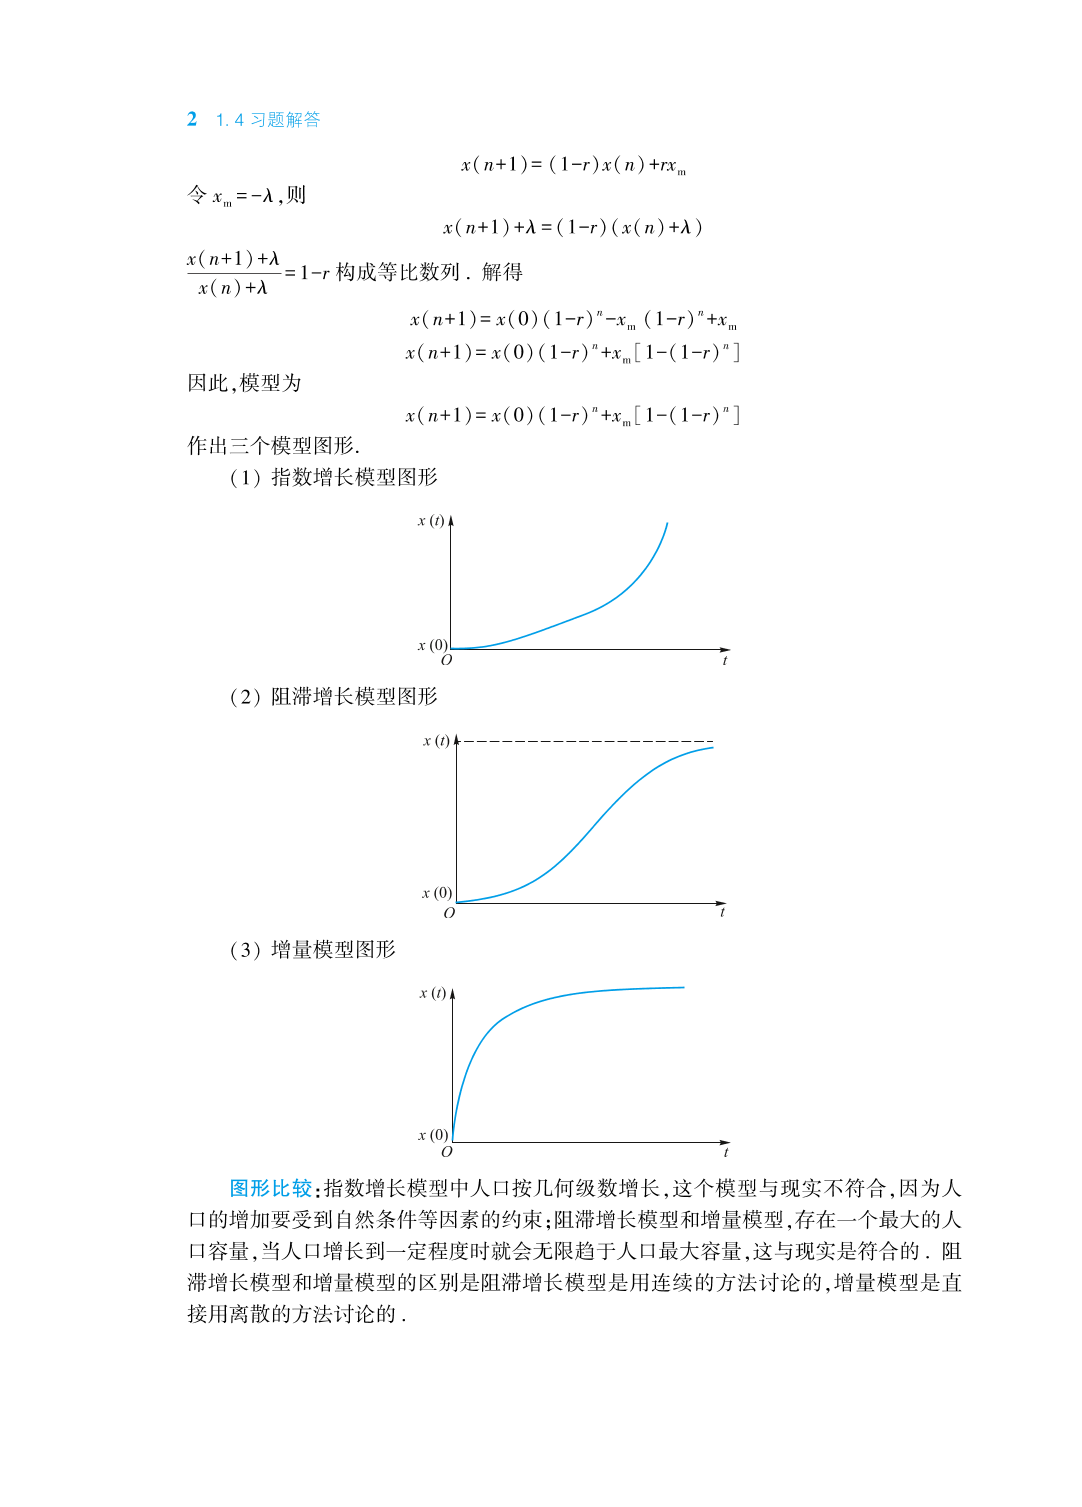 2 1.4 习题解答
x(n+1)=(1-r)x(n)+rxₘ
令 xₘ=-λ,则
x(n+1)+λ=(1-r)(x(n)+λ)
x(n+1)+λ
x(n)+λ
=1-r 构成等比数列. 解得
x(n+1)=x(0)(1-r)ⁿ-xₘ (1-r)ⁿ+xₘ
x(n+1)=x(0)(1-r)ⁿ+xₘ[1-(1-r)ⁿ]
因此,模型为
x(n+1)=x(0)(1-r)ⁿ+xₘ[1-(1-r)ⁿ]
作出三个模型图形.
(1) 指数增长模型图形
x (t)
x (0)
O
t
(2) 阻滞增长模型图形
x (t)
x (0)
O
t
(3) 增量模型图形
x (t)
x (0)
O
t
图形比较:指数增长模型中人口按几何级数增长,这个模型与现实不符合,因为人
口的增加要受到自然条件等因素的约束;阻滞增长模型和增量模型,存在一个最大的人
口容量,当人口增长到一定程度时就会无限趋于人口最大容量,这与现实是符合的. 阻
滞增长模型和增量模型的区别是阻滞增长模型是用连续的方法讨论的,增量模型是直
接用离散的方法讨论的.